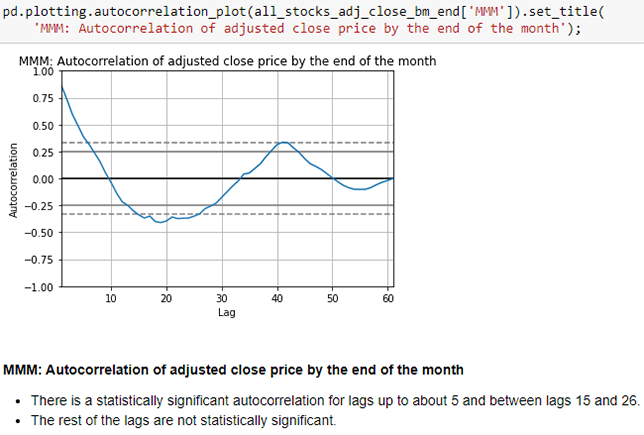 pd.plotting.autocorrelation_plot(all_stocks_adj_close_bm_end['MMM']).set_title(
'MMM: Autocorrelation of adjusted close price by the end of the month');
MMM: Autocorrelation of adjusted close price by the end of the month
1.00
0.75
0.50
0.25
0.00
−0.25
−0.50
−0.75
−1.00
Autocorrelation
10 20 30 40 50 60
Lag
MMM: Autocorrelation of adjusted close price by the end of the month
• There is a statistically significant autocorrelation for lags up to about 5 and between lags 15 and 26.
• The rest of the lags are not statistically significant.